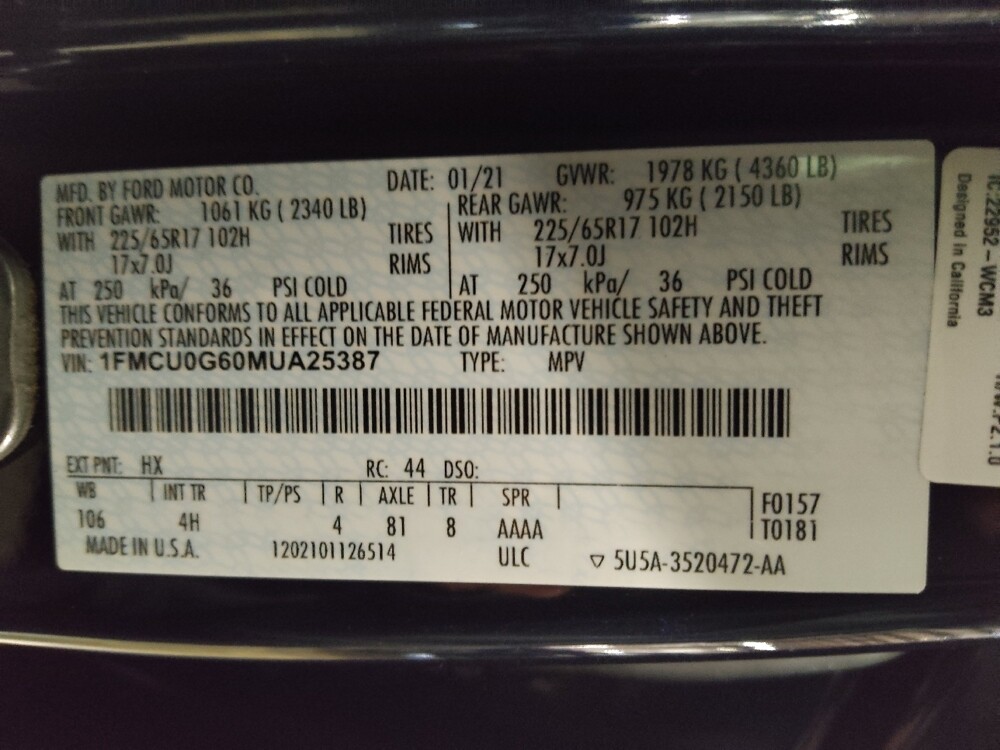 MFD. BY FORD MOTOR CO. DATE: 01/21 GVWR: 1978 KG ( 4360 LB)
FRONT GAWR: 1061 KG ( 2340 LB) REAR GAWR: 975 KG ( 2150 LB)
WITH 225/65R17 102H TIRES WITH 225/65R17 102H TIRES
17x7.0J RIMS 17x7.0J RIMS
AT 250 kPa/ 36 PSI COLD AT 250 kPa/ 36 PSI COLD
THIS VEHICLE CONFORMS TO ALL APPLICABLE FEDERAL MOTOR VEHICLE SAFETY AND THEFT
PREVENTION STANDARDS IN EFFECT ON THE DATE OF MANUFACTURE SHOWN ABOVE.
VIN: 1FMCU0G60MUA25387 TYPE: MPV
EXT PNT: HX RC: 44 DSO:
WB INT TR TP/PS R AXLE TR SPR F0157
106 4H 4 81 8 AAAA T0181
MADE IN U.S.A. 1202101126514 ULC ▽ 5U5A-3520472-AA
IC:22952-WCM3
Designed in California